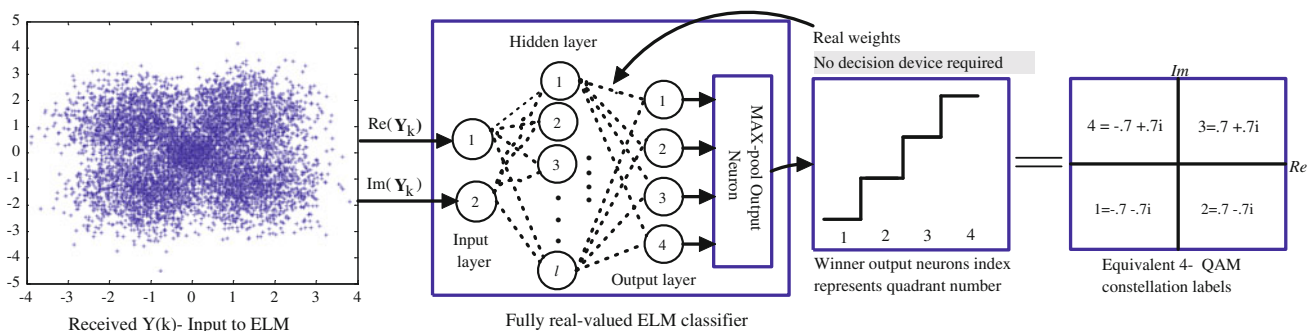 5
4
3
2
1
0
-1
-2
-3
-4
-5
-4 -3 -2 -1 0 1 2 3 4
Received Y(k)- Input to ELM
Re(Yk)
Im(Yk)
Hidden layer
1
2
3
l
1
2
Input
layer
1
2
3
4
Output layer
MAX-pool Output
Neuron
Fully real-valued ELM classifier
Real weights
No decision device required
1 2 3 4
Winner output neurons index
represents quadrant number
Im
Re
4 = -.7 +.7i 3=.7 +.7i
1=-.7 -.7i 2=.7 -.7i
Equivalent 4- QAM
constellation labels